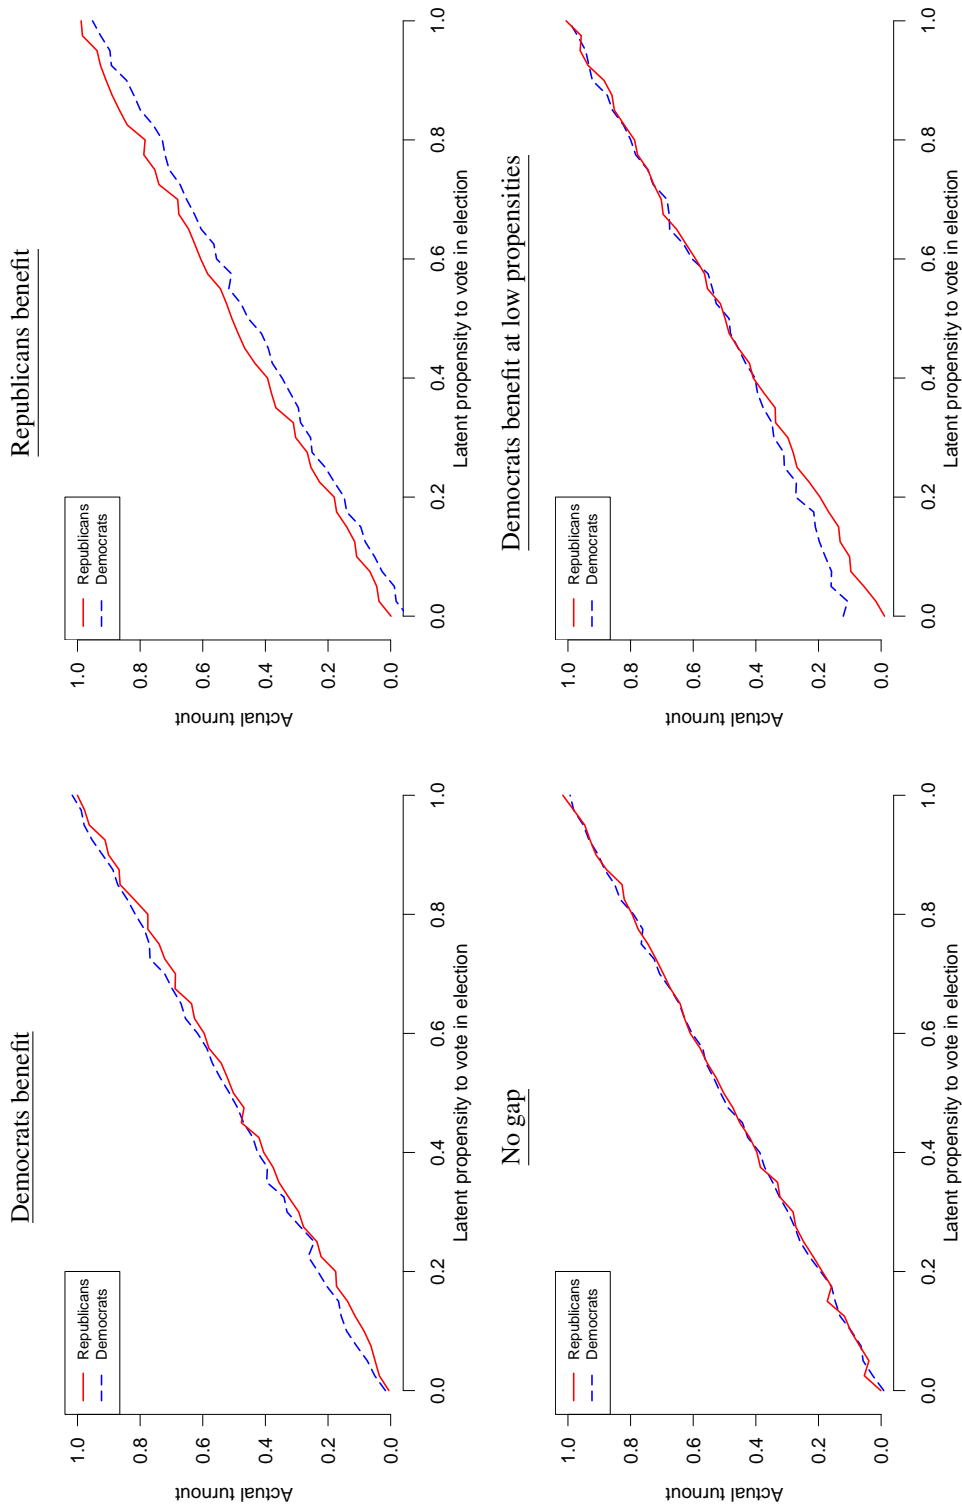 Democrats benefit
Republicans
Democrats
Actual turnout
1.0
0.8
0.6
0.4
0.2
0.0
0.0 0.2 0.4 0.6 0.8 1.0
Latent propensity to vote in election
Republicans benefit
Republicans
Democrats
Actual turnout
1.0
0.8
0.6
0.4
0.2
0.0
0.0 0.2 0.4 0.6 0.8 1.0
Latent propensity to vote in election
No gap
Republicans
Democrats
Actual turnout
1.0
0.8
0.6
0.4
0.2
0.0
0.0 0.2 0.4 0.6 0.8 1.0
Latent propensity to vote in election
Democrats benefit at low propensities
Republicans
Democrats
Actual turnout
1.0
0.8
0.6
0.4
0.2
0.0
0.0 0.2 0.4 0.6 0.8 1.0
Latent propensity to vote in election